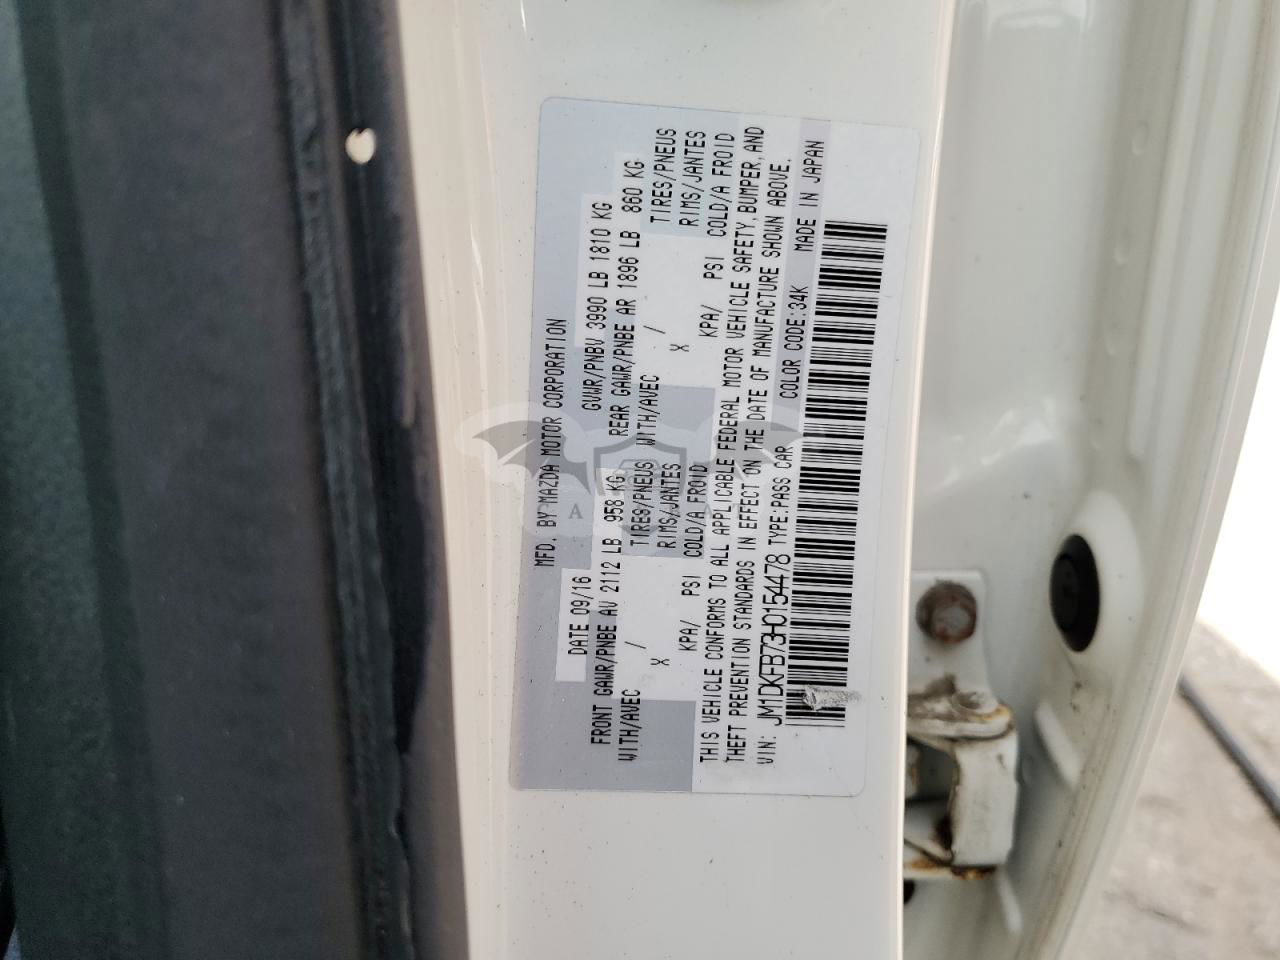 MFD. BY MAZDA MOTOR CORPORATION
DATE 09/16 GVWR/PNBV 3990 LB 1810 KG
FRONT GAWR/PNBE AV 2112 LB 958 KG REAR GAWR/PNBE AR 1896 LB 860 KG
WITH/AVEC / TIRES/PNEUS WITH/AVEC / TIRES/PNEUS
X RIMS/JANTES X RIMS/JANTES
KPA/ PSI COLD/A FROID KPA/ PSI COLD/A FROID
THIS VEHICLE CONFORMS TO ALL APPLICABLE FEDERAL MOTOR VEHICLE SAFETY, BUMPER, AND
THEFT PREVENTION STANDARDS IN EFFECT ON THE DATE OF MANUFACTURE SHOWN ABOVE.
VIN: JM1DKFB73H0154478 TYPE:PASS CAR COLOR CODE:34K MADE IN JAPAN